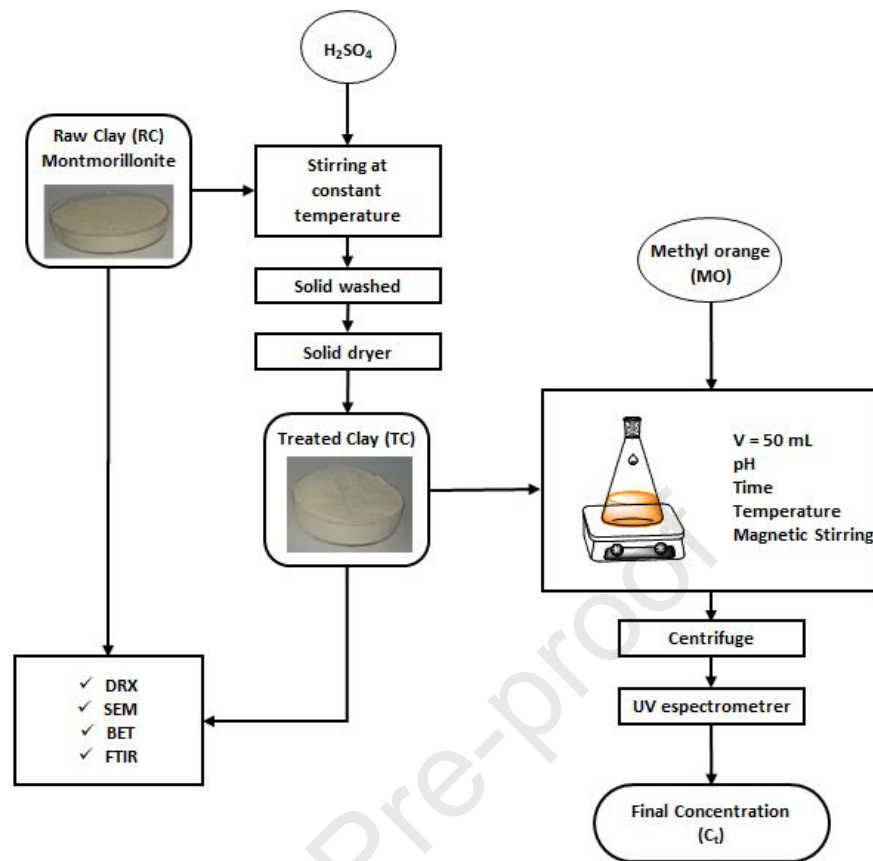 H₂SO₄
Raw Clay (RC)
Montmorillonite
Stirring at
constant
temperature
Solid washed
Solid dryer
Treated Clay (TC)
Methyl orange
(MO)
V = 50 mL
pH
Time
Temperature
Magnetic Stirring
Centrifuge
UV espectrometrer
Final Concentration
(Cₜ)
✓ DRX
✓ SEM
✓ BET
✓ FTIR
Pre-proof